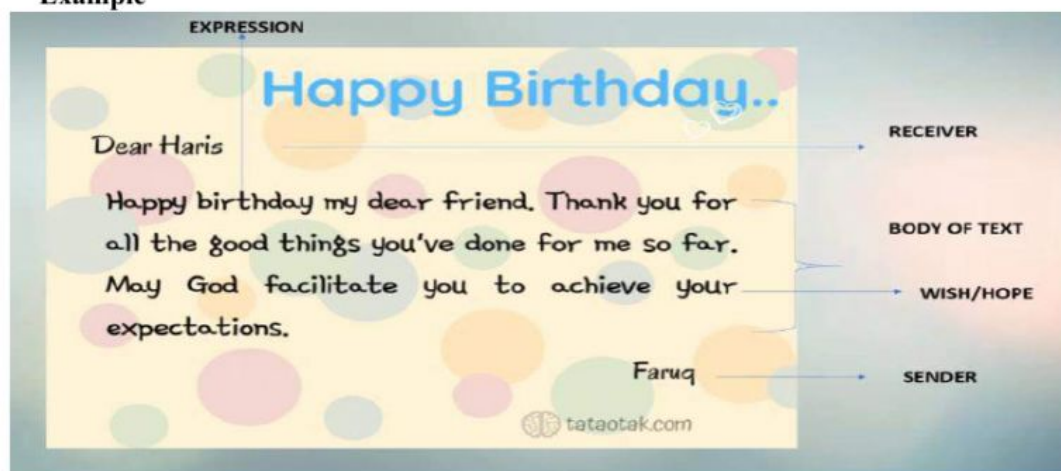 Example
EXPRESSION
Happy Birthday..
Dear Haris
RECEIVER
Happy birthday my dear friend. Thank you for
all the good things you've done for me so far.
BODY OF TEXT
May God facilitate you to achieve your
WISH/HOPE
expectations.
Faruq
SENDER
tataotak.com